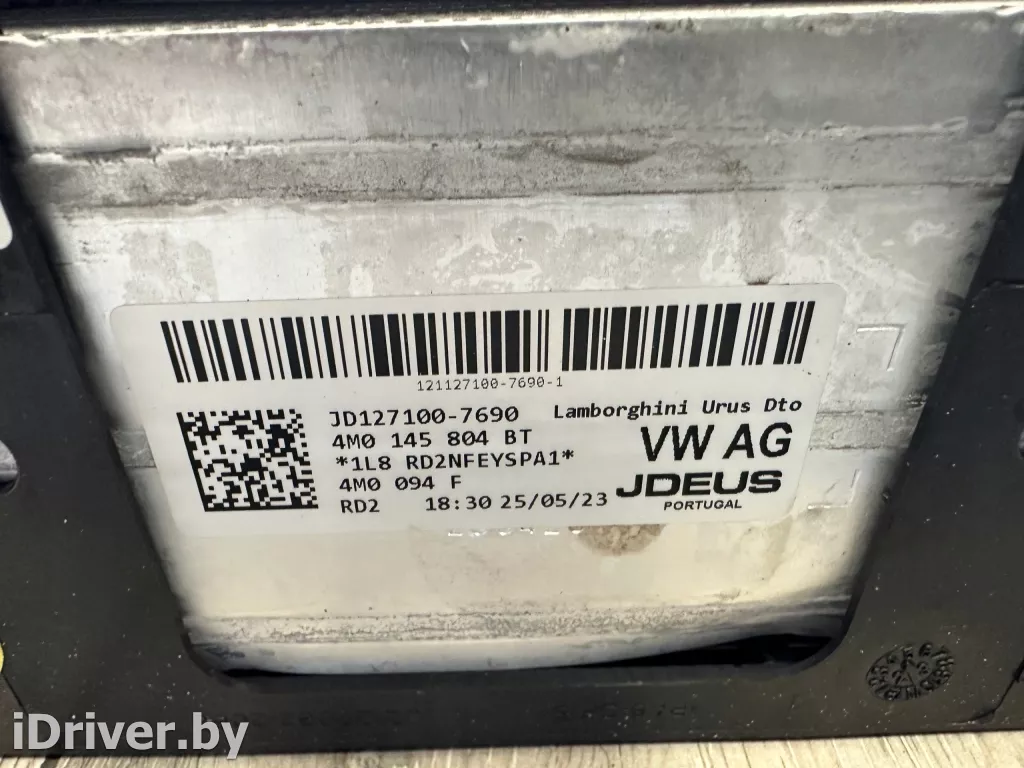 121127100-7690-1
JD127100-7690 Lamborghini Urus Dto
4M0 145 804 BT VW AG
*1L8 RD2NFEYSPA1*
4M0 094 F JDEUS
RD2 18:30 25/05/23 PORTUGAL
iDriver.by